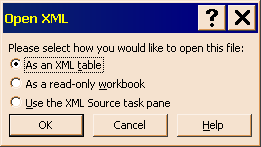 Open XML
Please select how you would like to open this file:
As an XML table
As a read-only workbook
Use the XML Source task pane
OK Cancel Help